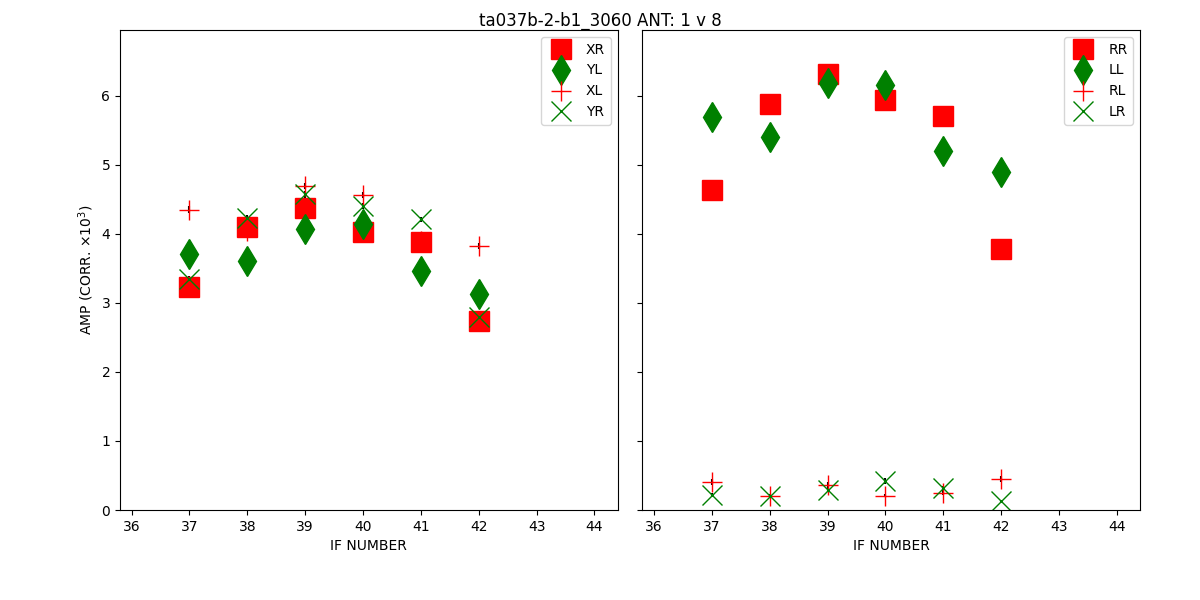 ta037b-2-b1_3060 ANT: 1 v 8
XR
YL
XL
YR
RR
LL
RL
LR
AMP (CORR. ×10³)
6
5
4
3
2
1
0
36 37 38 39 40 41 42 43 44
36 37 38 39 40 41 42 43 44
IF NUMBER
IF NUMBER